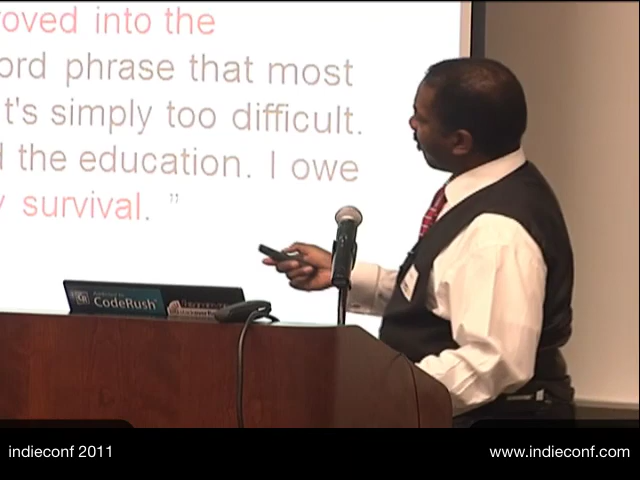 oved into the
ord phrase that most
t's simply too difficult.
the education. I owe
survival. ”
CodeRush
indieconf 2011
www.indieconf.com